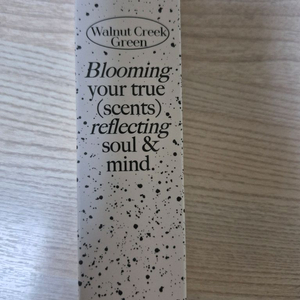 Walnut Creek
Green
Blooming
your true
(scents)
reflecting
soul &
mind.